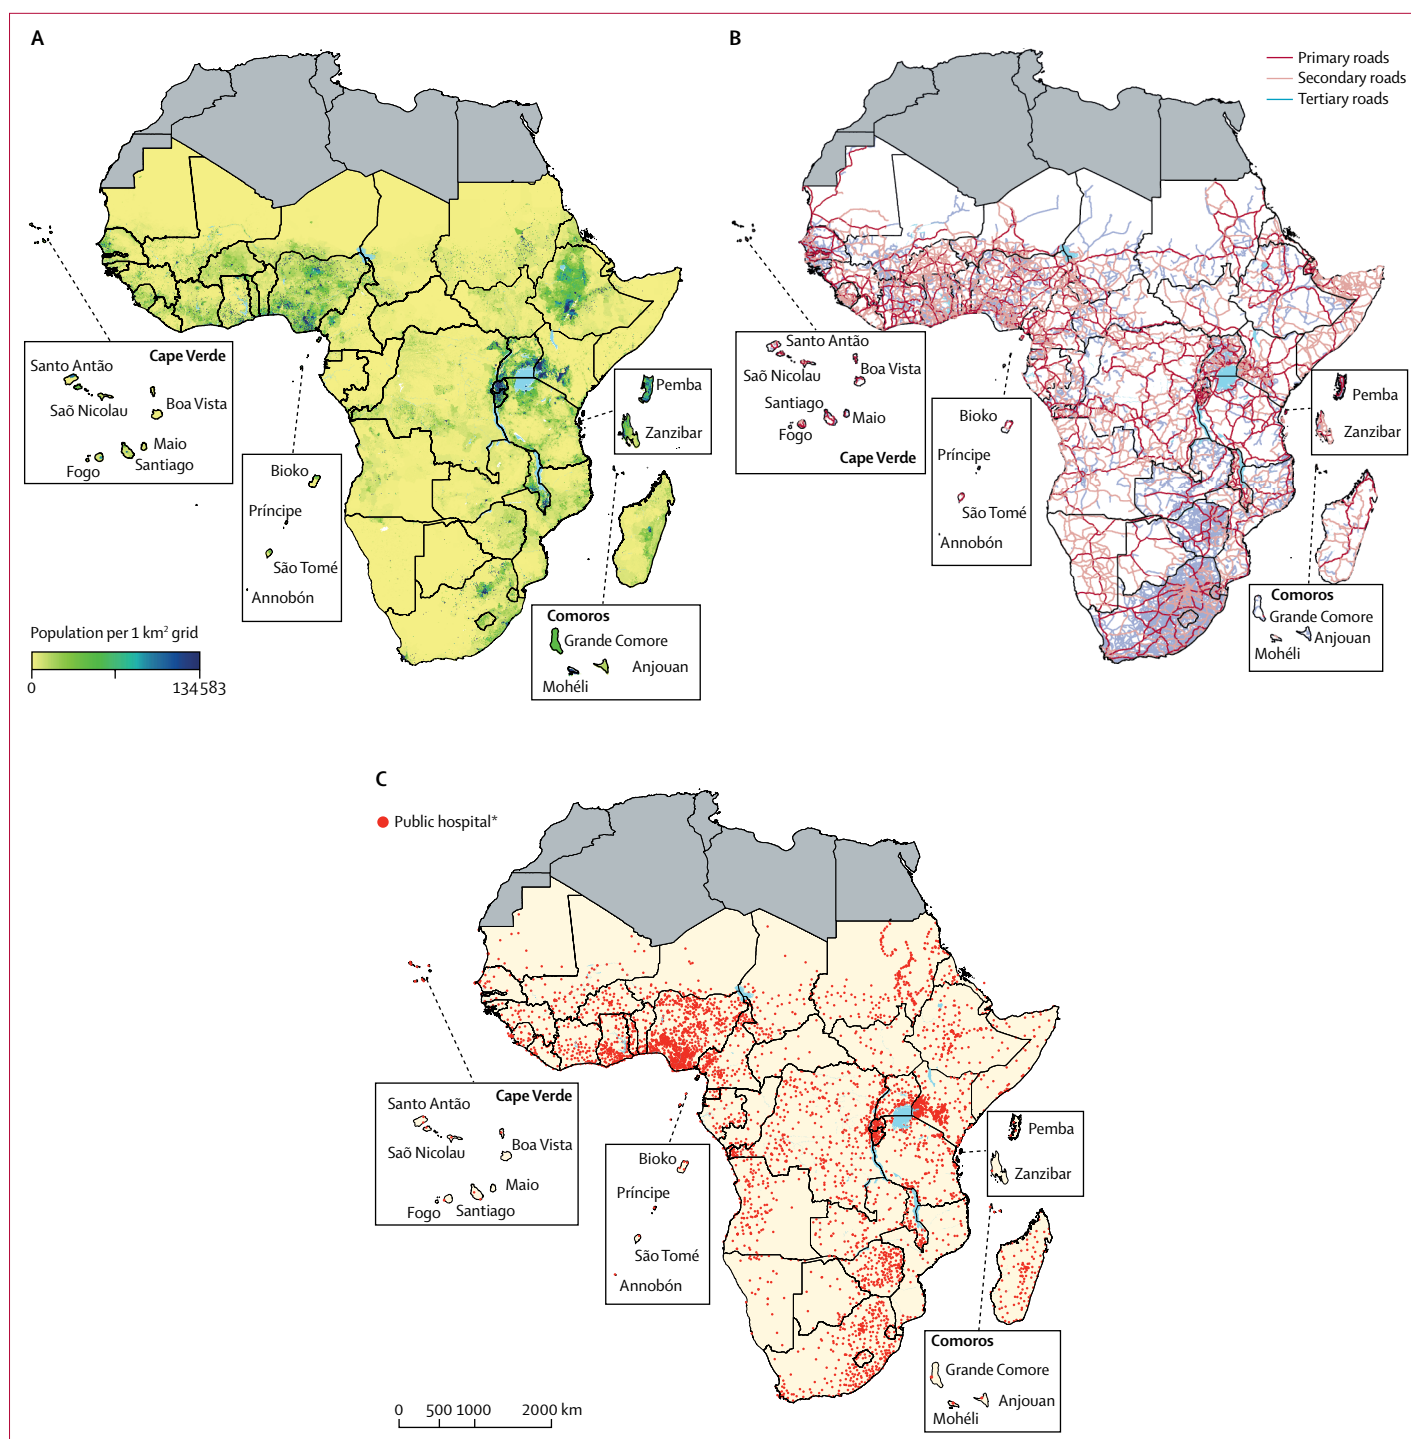 A
Santo Antão
Cape Verde
Saõ Nicolau
Boa Vista
Maio
Fogo
Santiago
Bioko
Príncipe
São Tomé
Annobón
Pemba
Zanzibar
Comoros
Grande Comore
Anjouan
Mohéli
Population per 1 km² grid
0
134 583
B
Primary roads
Secondary roads
Tertiary roads
Santo Antão
Saõ Nicolau
Boa Vista
Santiago
Maio
Fogo
Cape Verde
Bioko
Príncipe
São Tomé
Annobón
Pemba
Zanzibar
Comoros
Grande Comore
Anjouan
Mohéli
C
Public hospital*
Cape Verde
Santo Antão
Saõ Nicolau
Boa Vista
Maio
Fogo
Santiago
Bioko
Príncipe
São Tomé
Annobón
Pemba
Zanzibar
Comoros
Grande Comore
Anjouan
Mohéli
0 500 1000 2000 km